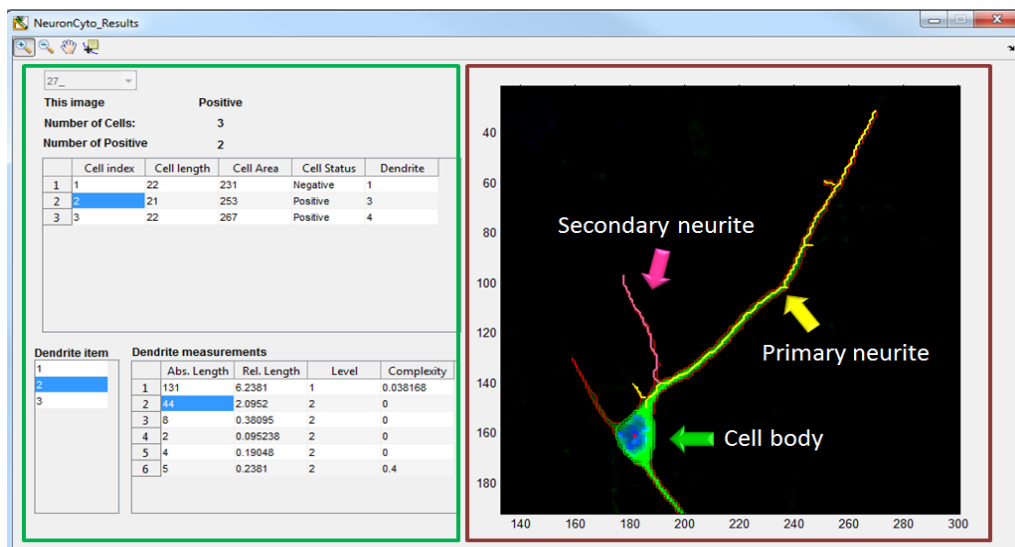 NeuronCyto_Results
27_
This image Positive
Number of Cells: 3
Number of Positive 2
Cell index Cell length Cell Area Cell Status Dendrite
1 1 22 231 Negative 1
2 2 21 253 Positive 3
3 3 22 267 Positive 4
Dendrite item
1
2
3
Dendrite measurements
Abs. Length Rel. Length Level Complexity
1 131 6.2381 1 0.038168
2 44 2.0952 2 0
3 8 0.38095 2 0
4 2 0.095238 2 0
5 4 0.19048 2 0
6 5 0.2381 2 0.4
40
60
80
100
120
140
160
180
Secondary neurite
Primary neurite
Cell body
140 160 180 200 220 240 260 280 300